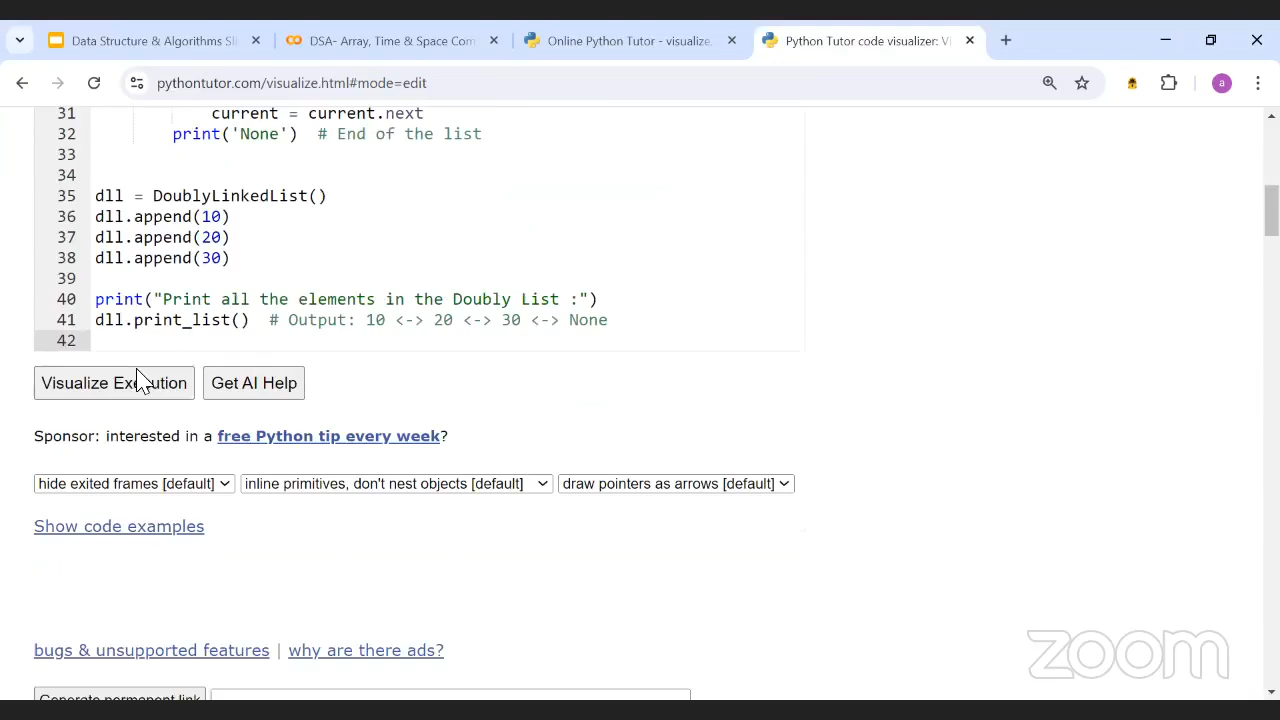 Data Structure & Algorithms Sli
DSA- Array, Time & Space Com
Online Python Tutor - visualize,
Python Tutor code visualizer: Vi
pythontutor.com/visualize.html#mode=edit
a
31 current = current.next
32 print('None') # End of the list
33
34
35 dll = DoublyLinkedList()
36 dll.append(10)
37 dll.append(20)
38 dll.append(30)
39
40 print("Print all the elements in the Doubly List :")
41 dll.print_list() # Output: 10 <-> 20 <-> 30 <-> None
42
Visualize Execution Get AI Help
Sponsor: interested in a free Python tip every week?
hide exited frames [default] inline primitives, don't nest objects [default] draw pointers as arrows [default]
Show code examples
bugs & unsupported features | why are there ads?
Generate permanent link
zoom